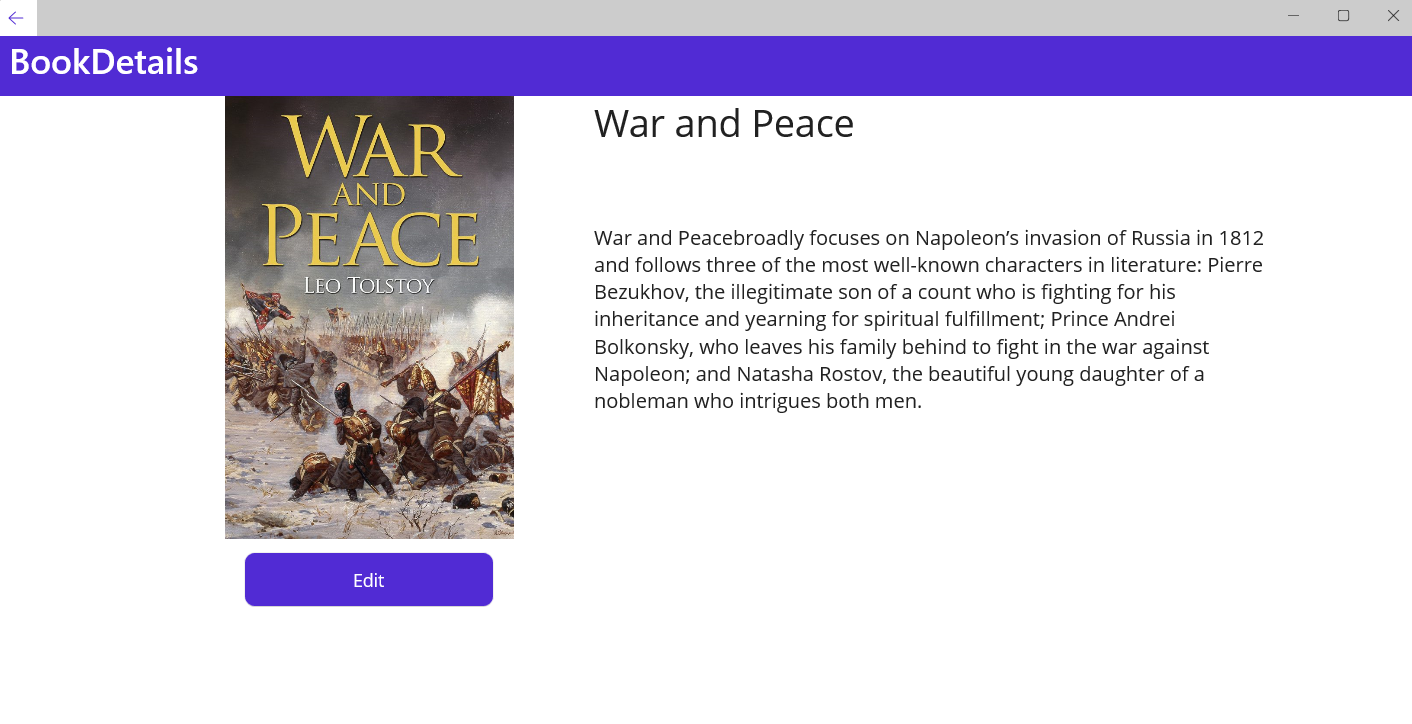 BookDetails
WAR
AND
PEACE
LEO TOLSTOY
War and Peace
War and Peacebroadly focuses on Napoleon’s invasion of Russia in 1812
and follows three of the most well-known characters in literature: Pierre
Bezukhov, the illegitimate son of a count who is fighting for his
inheritance and yearning for spiritual fulfillment; Prince Andrei
Bolkonsky, who leaves his family behind to fight in the war against
Napoleon; and Natasha Rostov, the beautiful young daughter of a
nobleman who intrigues both men.
Edit